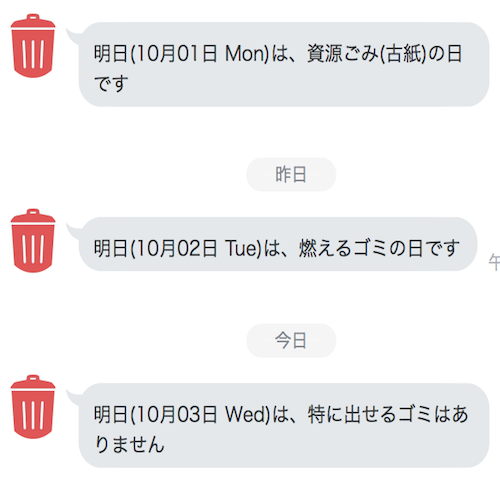 明日(10月01日 Mon)は、資源ごみ(古紙)の日
です
昨日
明日(10月02日 Tue)は、燃えるゴミの日です
午
今日
明日(10月03日 Wed)は、特に出せるゴミはあ
りません